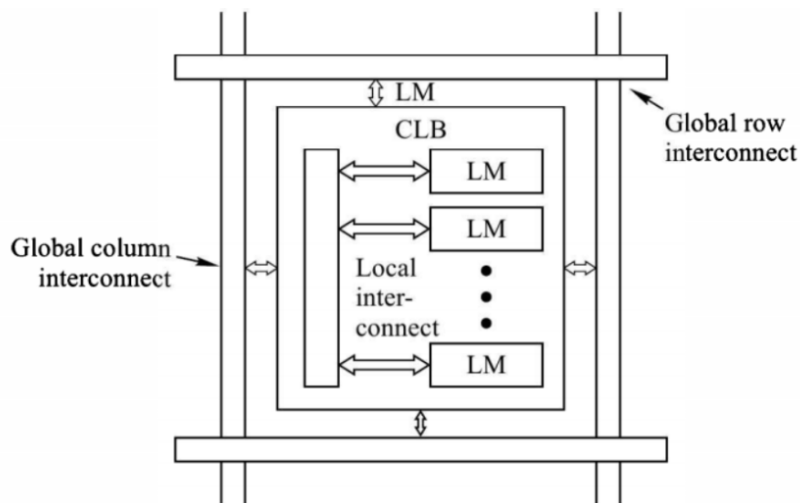 LM
CLB
Global row
interconnect
LM
LM
Global column
interconnect
Local
inter-
connect
LM